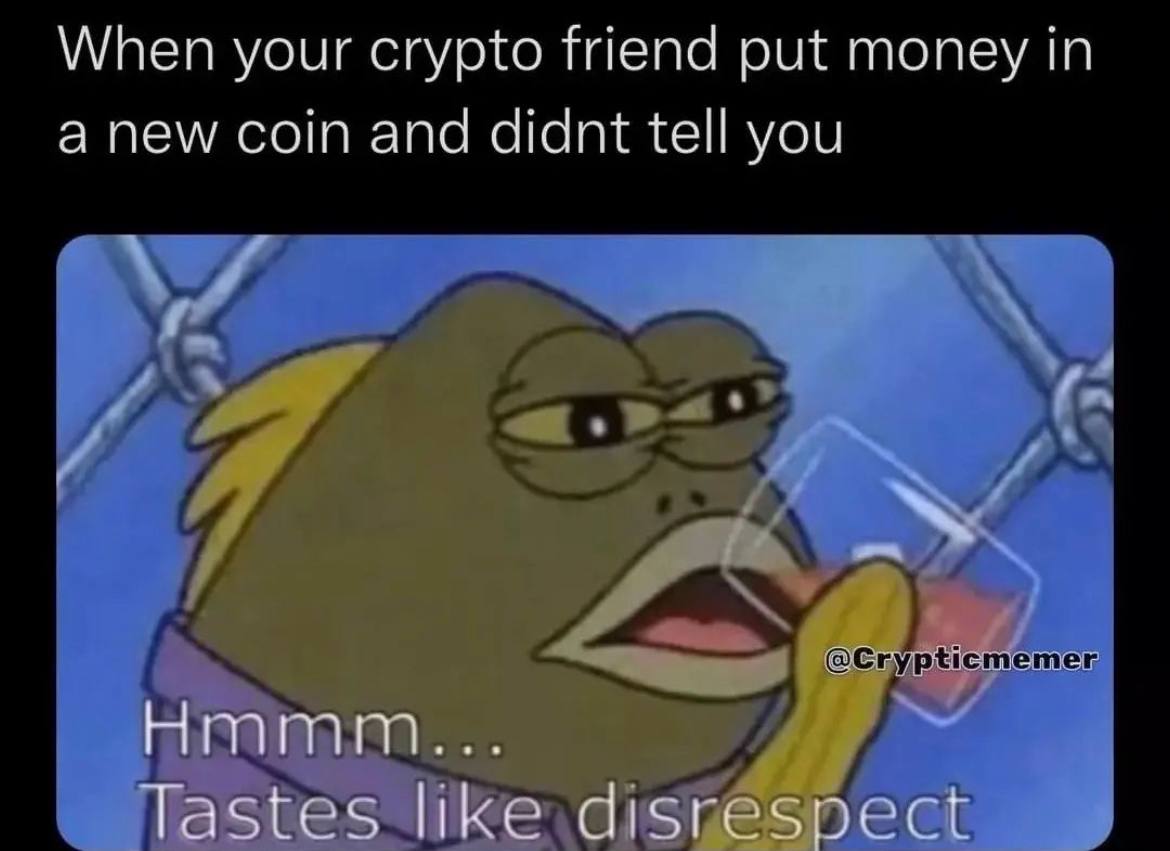 When your crypto friend put money in
a new coin and didnt tell you
@Crypticmemer
Hmmm...
Tastes like disrespect